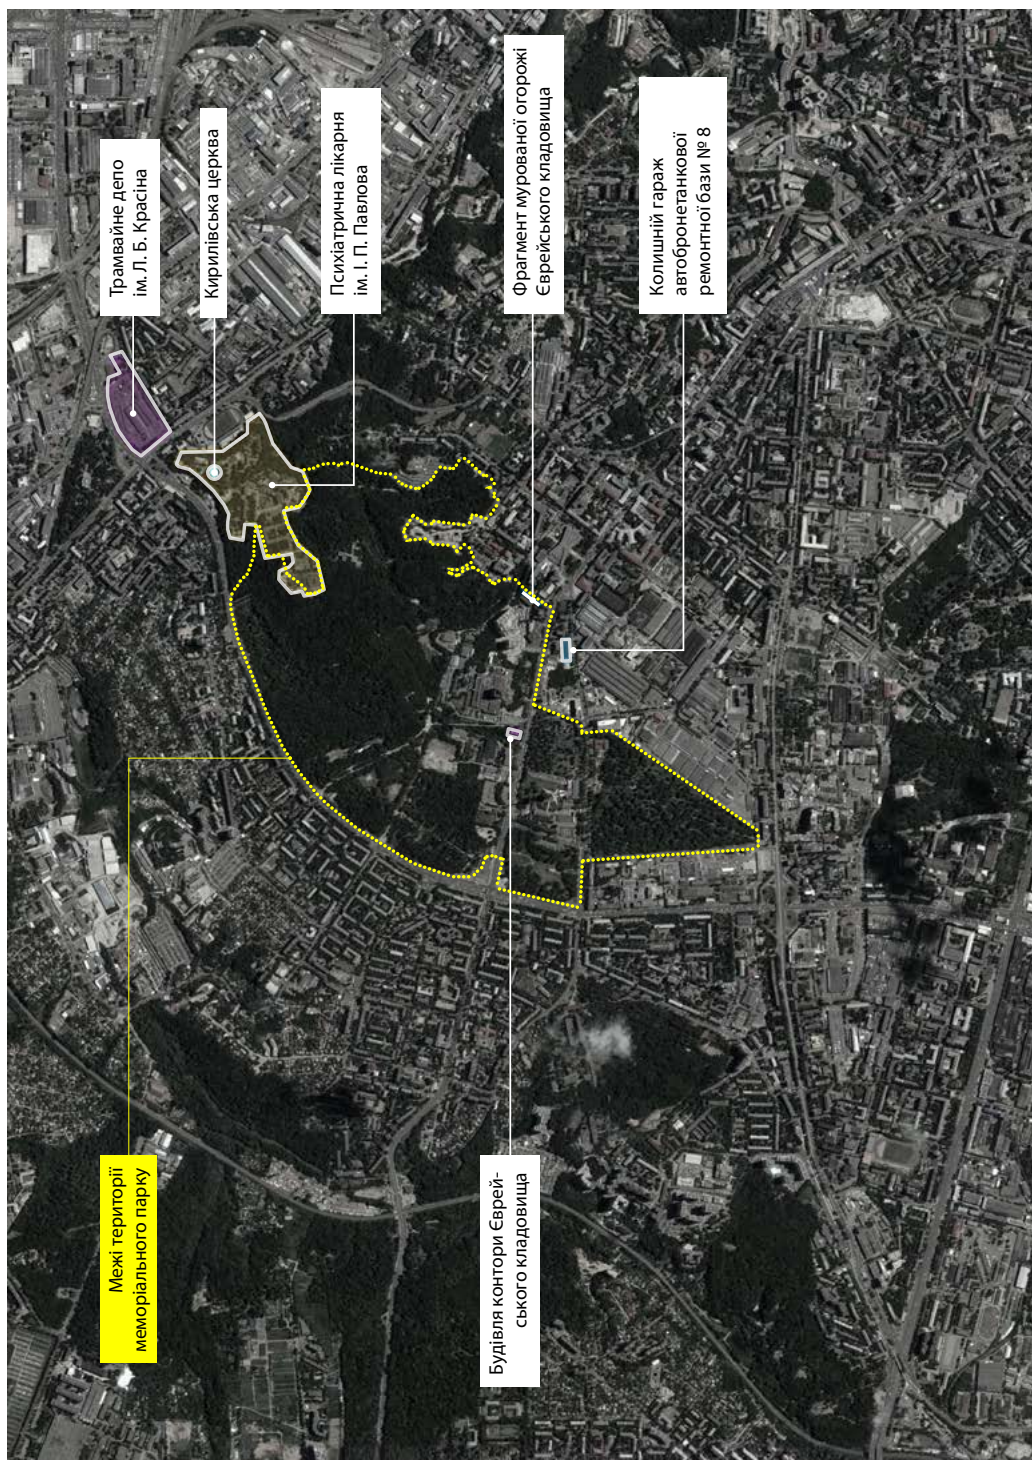 Межі території
меморіального парку
Будівля контори Єврей-
ського кладовища
Трамвайне депо
ім. Л. Б. Красіна
Кирилівська церква
Психіатрична лікарня
ім. І. П. Павлова
Фрагмент мурованої огорожі
Єврейського кладовища
Колишній гараж
автобронетанкової
ремонтної бази № 8